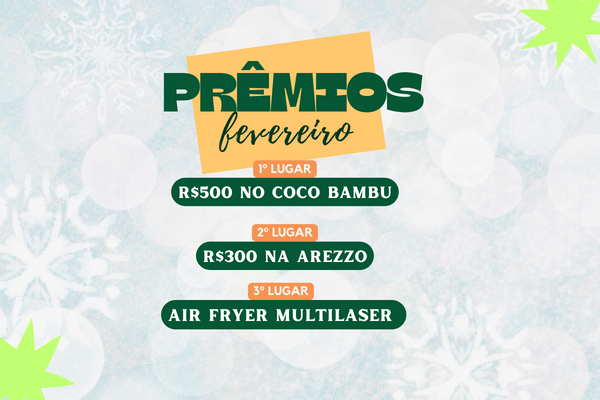 PRÊMIOS
fevereiro
1º LUGAR
R$500 NO COCO BAMBU
2º LUGAR
R$300 NA AREZZO
3º LUGAR
AIR FRYER MULTILASER